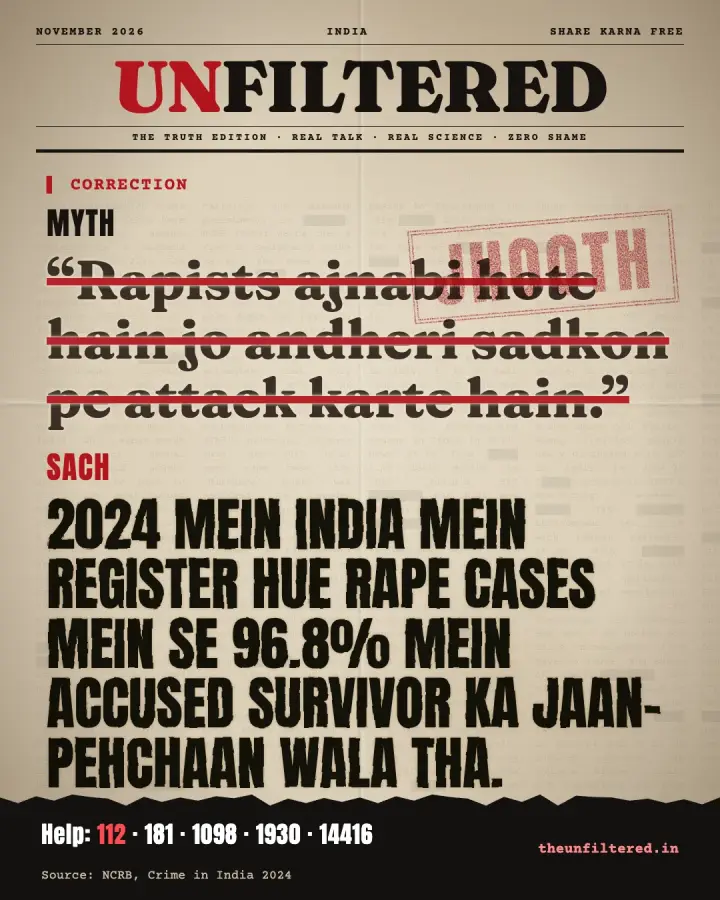 NOVEMBER 2026 INDIA SHARE KARNA FREE
UNFILTERED
THE TRUTH EDITION · REAL TALK · REAL SCIENCE · ZERO SHAME
CORRECTION
MYTH
JHOOTH
“Rapists ajnabi hote
hain jo andheri sadkon
pe attack karte hain.”
SACH
2024 MEIN INDIA MEIN
REGISTER HUE RAPE CASES
MEIN SE 96.8% MEIN
ACCUSED SURVIVOR KA JAAN-
PEHCHAAN WALA THA.
Help: 112 · 181 · 1098 · 1930 · 14416
theunfiltered.in
Source: NCRB, Crime in India 2024